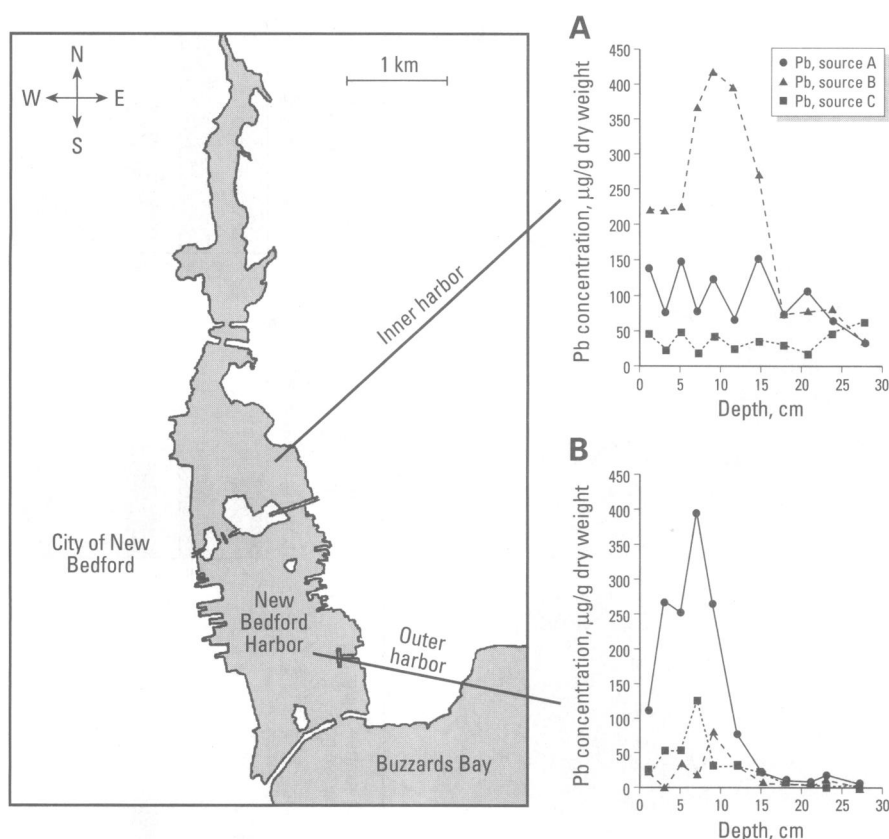 N
W E
S
1 km
Inner harbor
City of New
Bedford
New
Bedford
Harbor
Outer
harbor
Buzzards Bay
A
Pb concentration, µg/g dry weight
450
400
350
300
250
200
150
100
50
0
0 5 10 15 20 25 30
Depth, cm
Pb, source A
Pb, source B
Pb, source C
B
Pb concentration, µg/g dry weight
450
400
350
300
250
200
150
100
50
0
0 5 10 15 20 25 30
Depth, cm